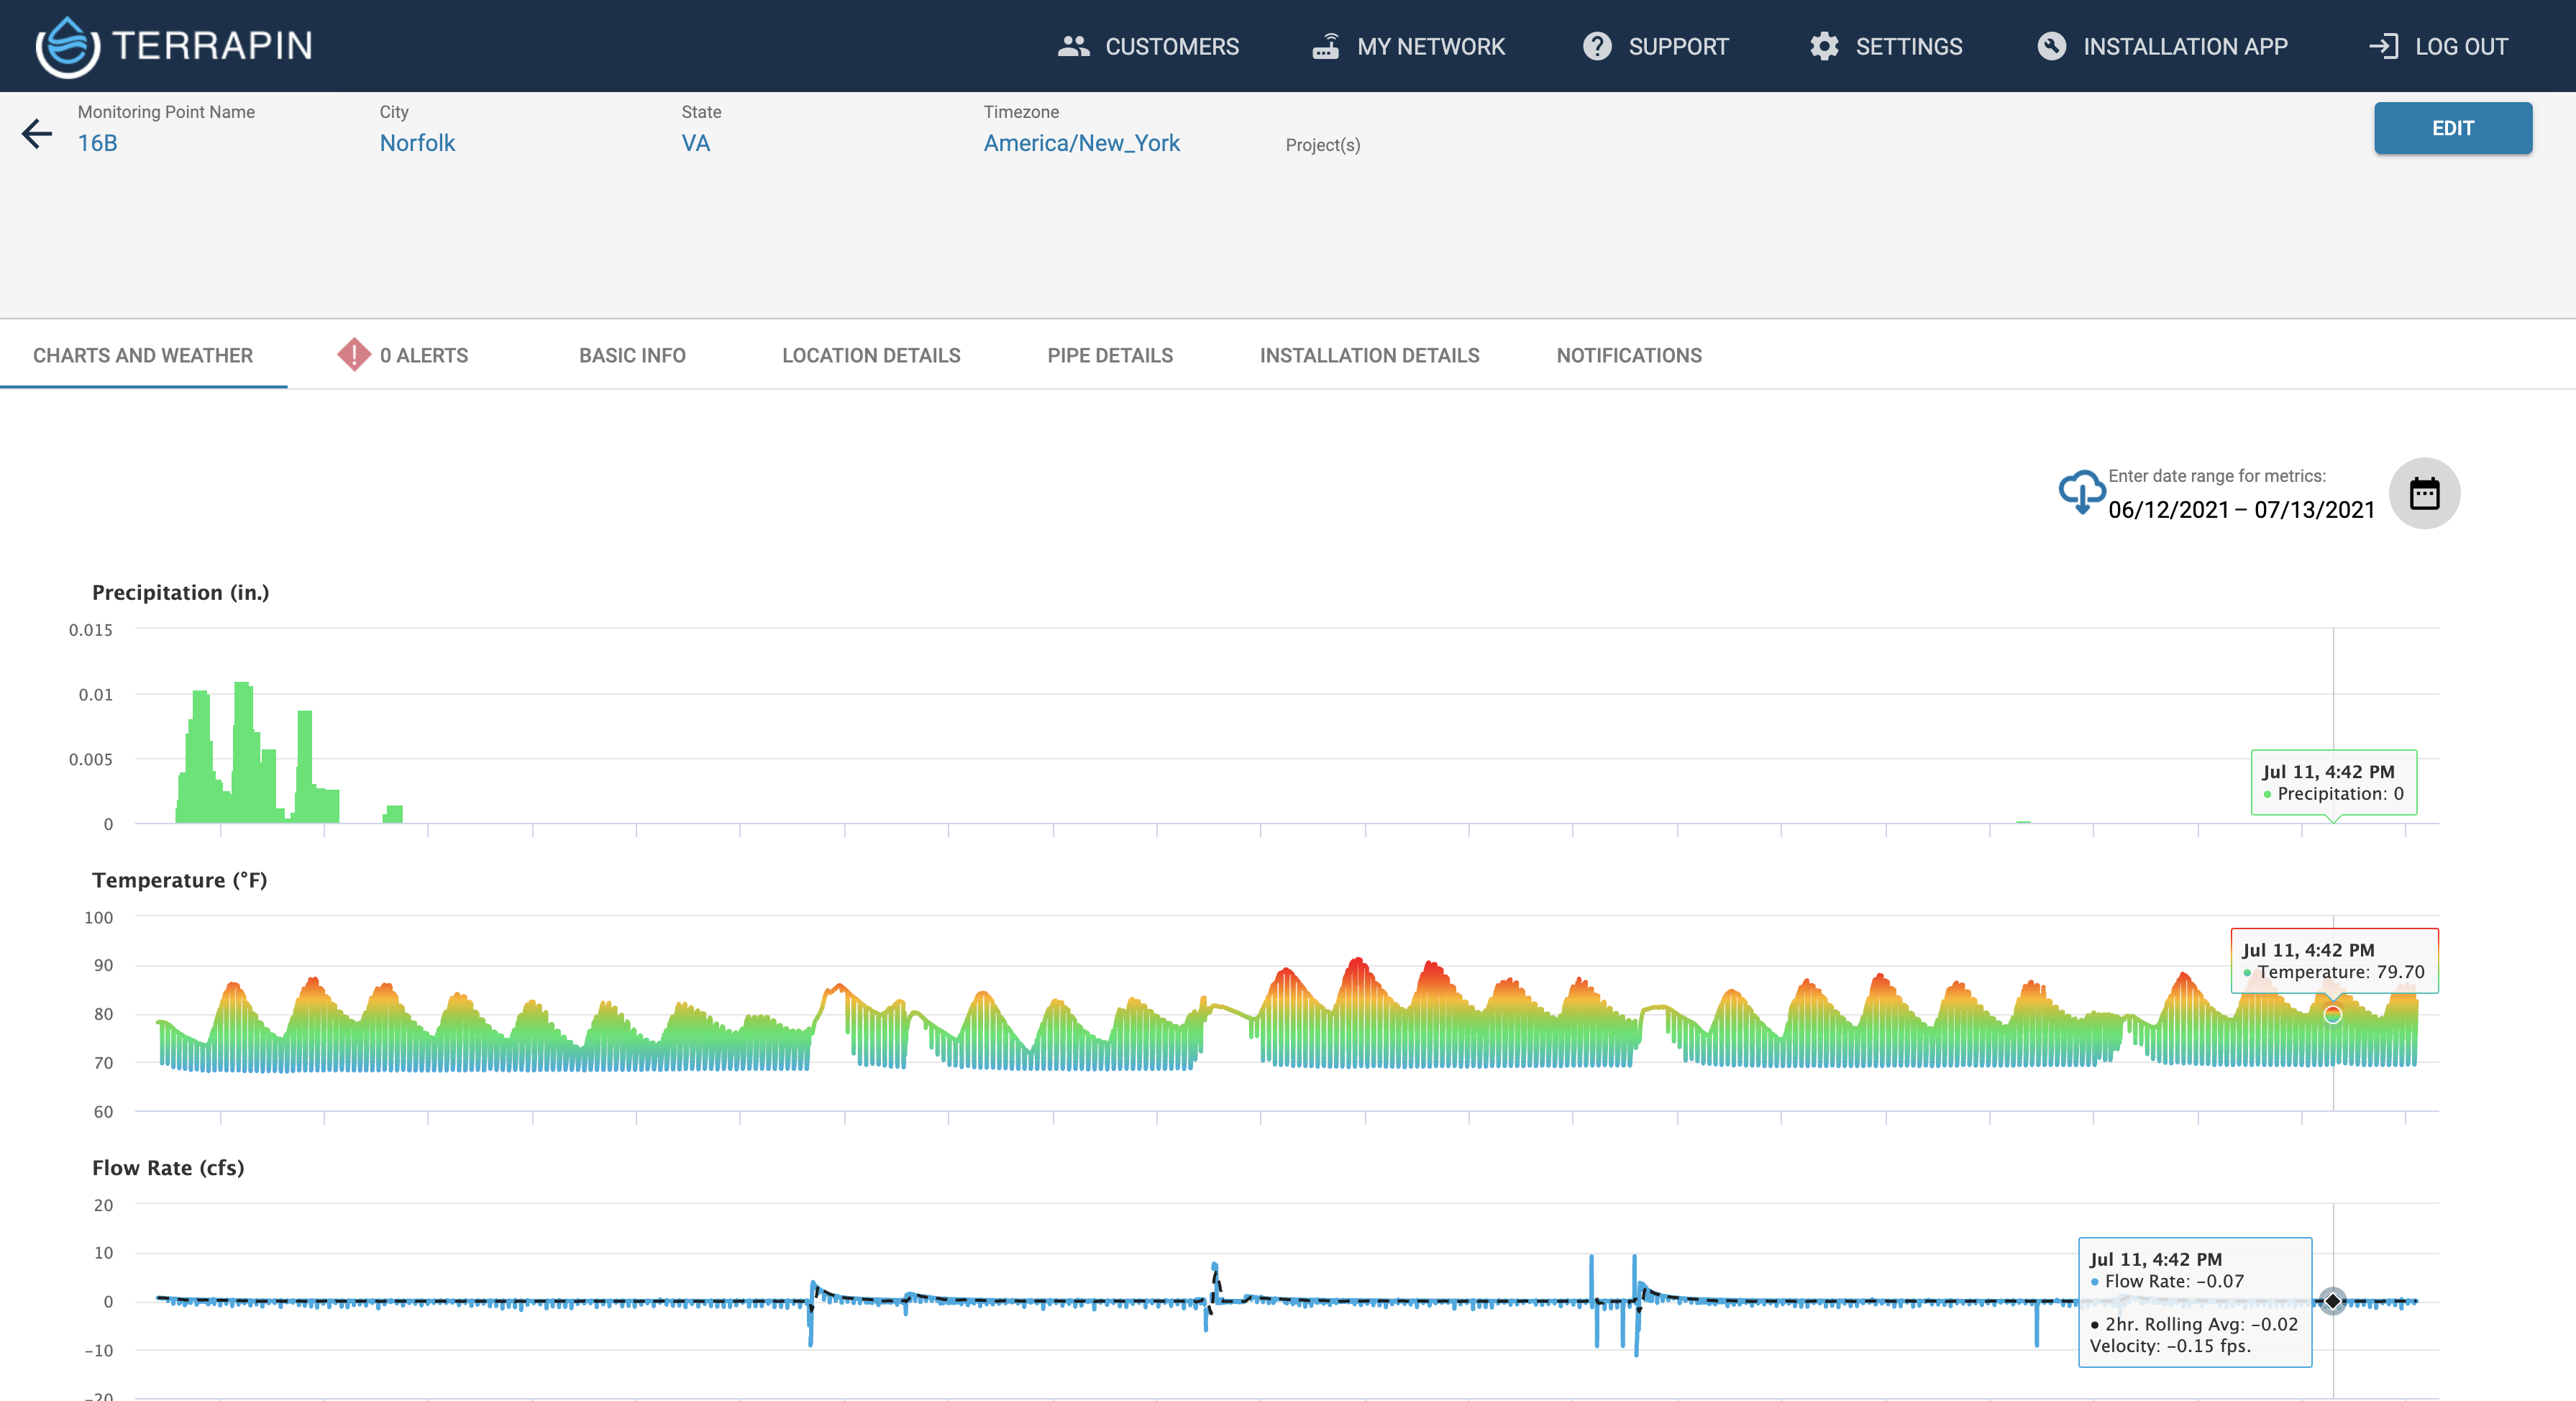 TERRAPIN
CUSTOMERS
MY NETWORK
SUPPORT
SETTINGS
INSTALLATION APP
LOG OUT
Monitoring Point Name
16B
City
Norfolk
State
VA
Timezone
America/New_York
Project(s)
EDIT
CHARTS AND WEATHER
0 ALERTS
BASIC INFO
LOCATION DETAILS
PIPE DETAILS
INSTALLATION DETAILS
NOTIFICATIONS
Enter date range for metrics:
06/12/2021 – 07/13/2021
Precipitation (in.)
0.015
0.01
0.005
0
Jul 11, 4:42 PM
Precipitation: 0
Temperature (°F)
100
90
80
70
60
Jul 11, 4:42 PM
Temperature: 79.70
Flow Rate (cfs)
20
10
0
-10
-20
Jul 11, 4:42 PM
Flow Rate: -0.07
2hr. Rolling Avg: -0.02
Velocity: -0.15 fps.